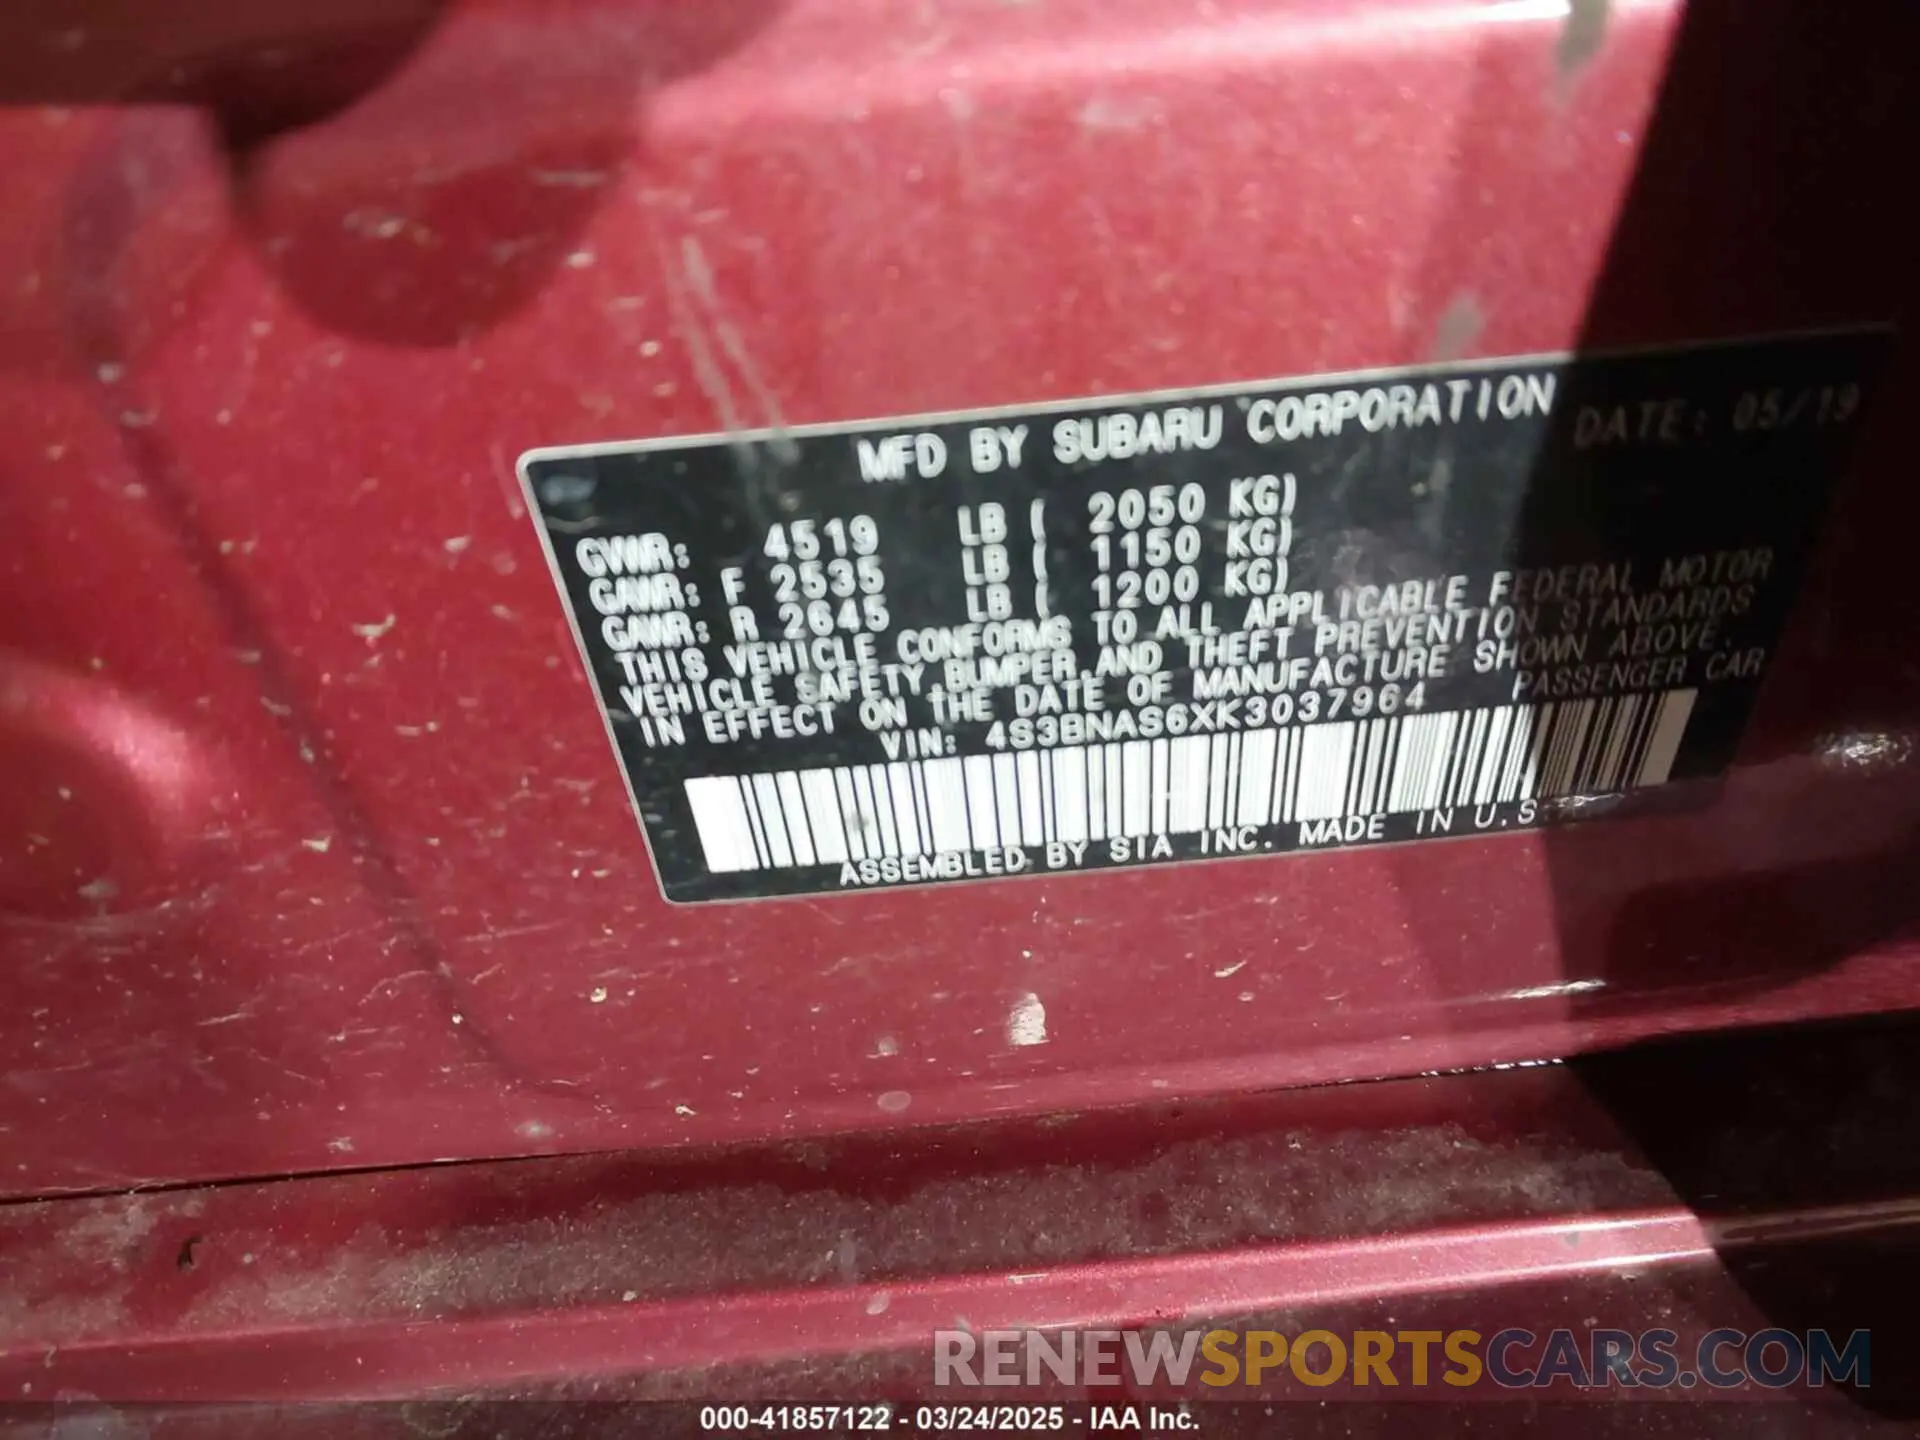 MFD BY SUBARU CORPORATION DATE: 05/19
GVWR: 4519 LB ( 2050 KG)
GAWR: F 2535 LB ( 1150 KG)
GAWR: R 2645 LB ( 1200 KG)
THIS VEHICLE CONFORMS TO ALL APPLICABLE FEDERAL MOTOR
VEHICLE SAFETY,BUMPER,AND THEFT PREVENTION STANDARDS
IN EFFECT ON THE DATE OF MANUFACTURE SHOWN ABOVE.
VIN: 4S3BNAS6XK3037964 PASSENGER CAR
ASSEMBLED BY SIA INC. MADE IN U.S
RENEWSPORTSCARS.COM
000-41857122 - 03/24/2025 - IAA Inc.